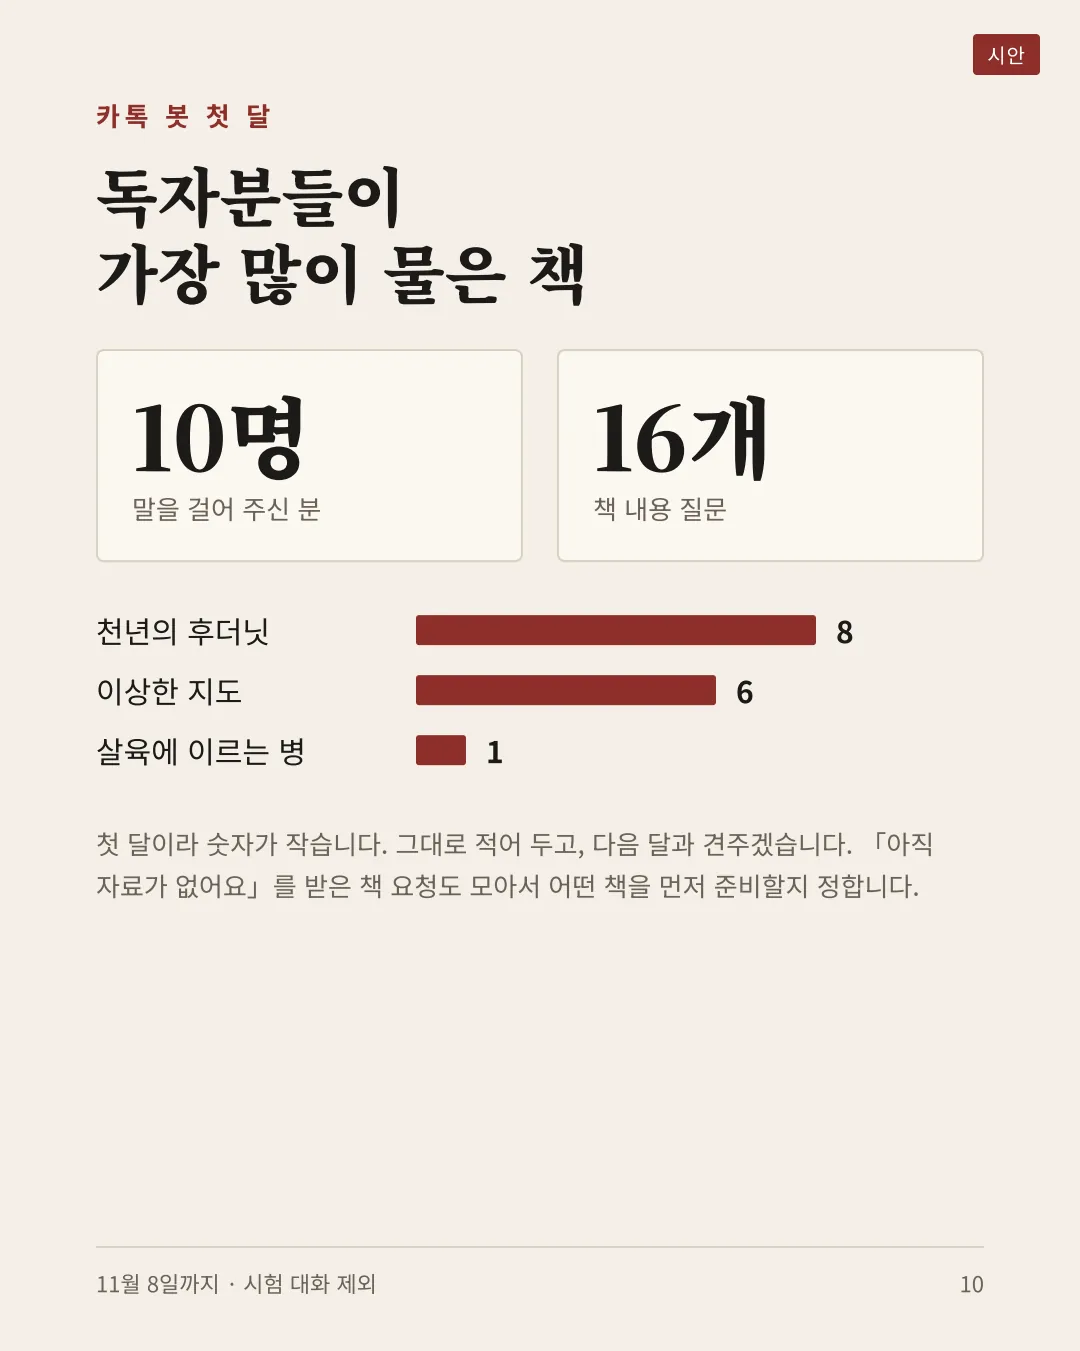 시안
카톡 봇 첫 달
독자분들이
가장 많이 물은 책
10명
말을 걸어 주신 분
16개
책 내용 질문
천년의 후더닛 8
이상한 지도 6
살육에 이르는 병 1
첫 달이라 숫자가 작습니다. 그대로 적어 두고, 다음 달과 견주겠습니다. 「아직
자료가 없어요」를 받은 책 요청도 모아서 어떤 책을 먼저 준비할지 정합니다.
11월 8일까지 · 시험 대화 제외
10